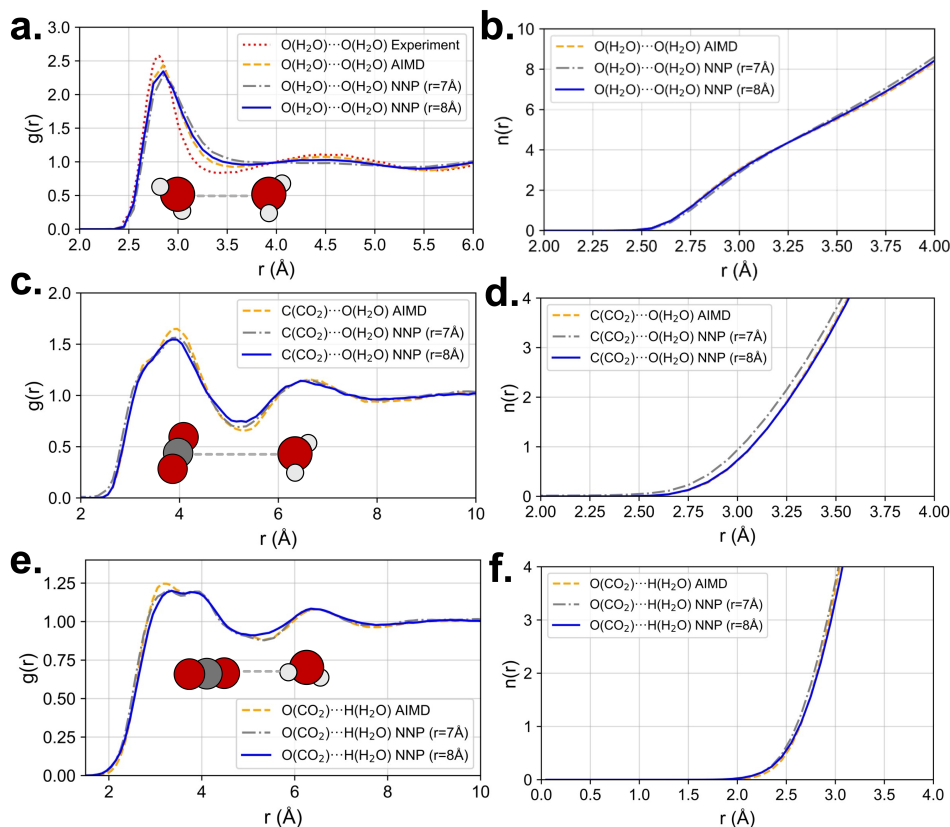 a.
3.0
2.5
2.0
1.5
1.0
0.5
0.0
g(r)
O(H₂O)···O(H₂O) Experiment
O(H₂O)···O(H₂O) AIMD
O(H₂O)···O(H₂O) NNP (r=7Å)
O(H₂O)···O(H₂O) NNP (r=8Å)
2.0 2.5 3.0 3.5 4.0 4.5 5.0 5.5 6.0
r (Å)
b.
10
8
6
4
2
0
n(r)
O(H₂O)···O(H₂O) AIMD
O(H₂O)···O(H₂O) NNP (r=7Å)
O(H₂O)···O(H₂O) NNP (r=8Å)
2.00 2.25 2.50 2.75 3.00 3.25 3.50 3.75 4.00
r (Å)
c.
2.0
1.5
1.0
0.5
0.0
g(r)
C(CO₂)···O(H₂O) AIMD
C(CO₂)···O(H₂O) NNP (r=7Å)
C(CO₂)···O(H₂O) NNP (r=8Å)
2 4 6 8 10
r (Å)
d.
4
3
2
1
0
n(r)
C(CO₂)···O(H₂O) AIMD
C(CO₂)···O(H₂O) NNP (r=7Å)
C(CO₂)···O(H₂O) NNP (r=8Å)
2.00 2.25 2.50 2.75 3.00 3.25 3.50 3.75 4.00
r (Å)
e.
1.25
1.00
0.75
0.50
0.25
0.00
g(r)
O(CO₂)···H(H₂O) AIMD
O(CO₂)···H(H₂O) NNP (r=7Å)
O(CO₂)···H(H₂O) NNP (r=8Å)
2 4 6 8 10
r (Å)
f.
4
3
2
1
0
n(r)
O(CO₂)···H(H₂O) AIMD
O(CO₂)···H(H₂O) NNP (r=7Å)
O(CO₂)···H(H₂O) NNP (r=8Å)
0.0 0.5 1.0 1.5 2.0 2.5 3.0 3.5 4.0
r (Å)